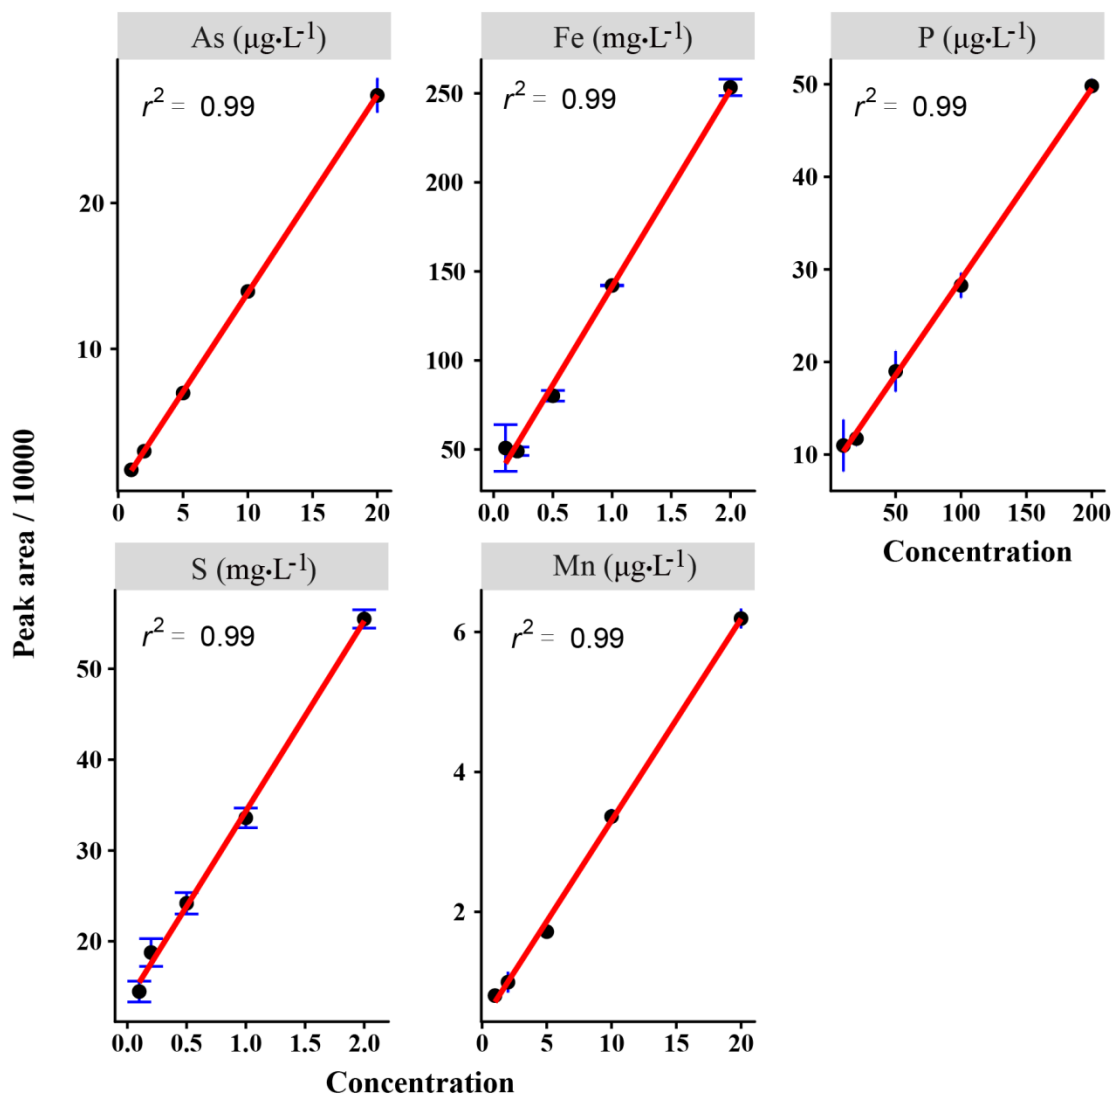 As (μg·L⁻¹)
Fe (mg·L⁻¹)
P (μg·L⁻¹)
r² = 0.99
20
10
0 5 10 15 20
r² = 0.99
250
200
150
100
50
0.0 0.5 1.0 1.5 2.0
r² = 0.99
50
40
30
20
10
50 100 150 200
Concentration
Peak area / 10000
S (mg·L⁻¹)
Mn (μg·L⁻¹)
r² = 0.99
50
40
30
20
0.0 0.5 1.0 1.5 2.0
r² = 0.99
6
4
2
0 5 10 15 20
Concentration